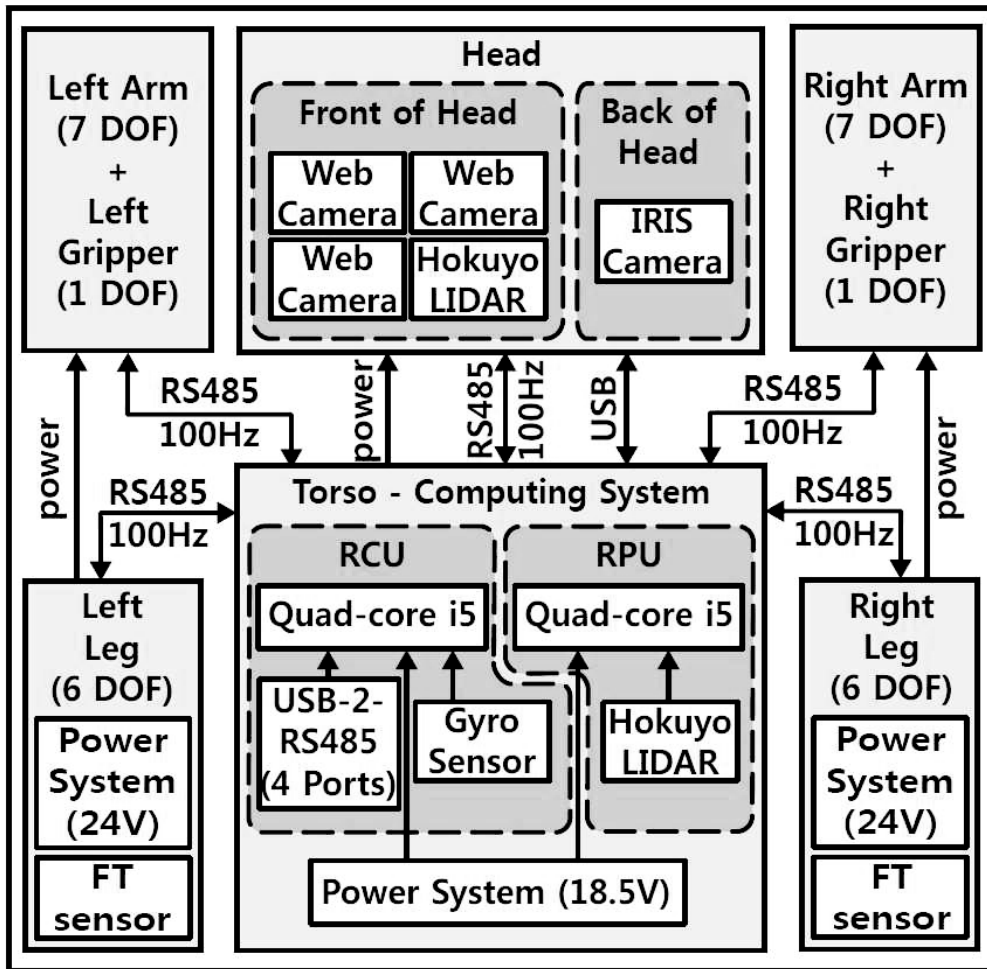 Left Arm
(7 DOF)
+
Left
Gripper
(1 DOF)
Head
Front of Head
Web
Camera
Web
Camera
Web
Camera
Hokuyo
LIDAR
Back of
Head
IRIS
Camera
Right Arm
(7 DOF)
+
Right
Gripper
(1 DOF)
power
RS485
100Hz
power
RS485
100Hz
USB
RS485
100Hz
power
RS485
100Hz
RS485
100Hz
Left
Leg
(6 DOF)
Power
System
(24V)
FT
sensor
Torso - Computing System
RCU
Quad-core i5
USB-2-
RS485
(4 Ports)
Gyro
Sensor
RPU
Quad-core i5
Hokuyo
LIDAR
Power System (18.5V)
Right
Leg
(6 DOF)
Power
System
(24V)
FT
sensor